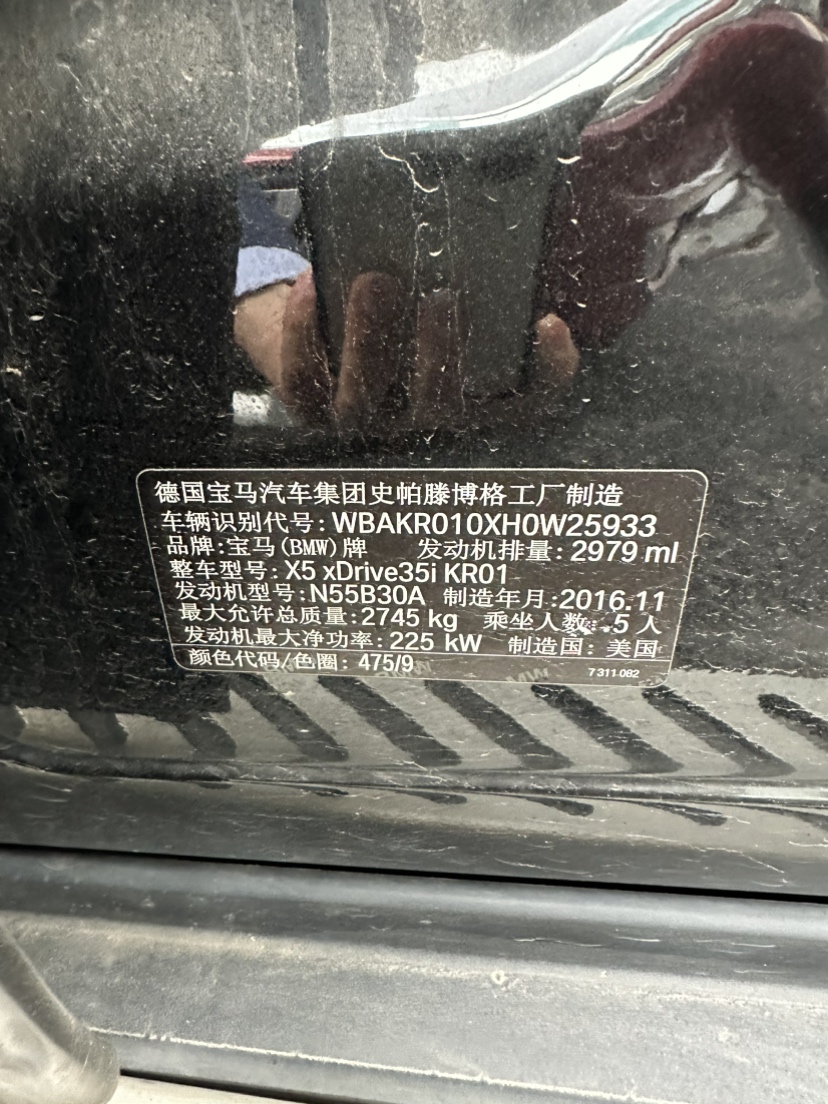 德国宝马汽车集团史帕滕博格工厂制造
车辆识别代号: WBAKR010XH0W25933
品牌: 宝马(BMW)牌 发动机排量: 2979 ml
整车型号: X5 xDrive35i KR01
发动机型号: N55B30A 制造年月: 2016.11
最大允许总质量: 2745 kg 乘坐人数: 5 人
发动机最大净功率: 225 kW 制造国: 美国
颜色代码/色圈: 475/9 7 311 082